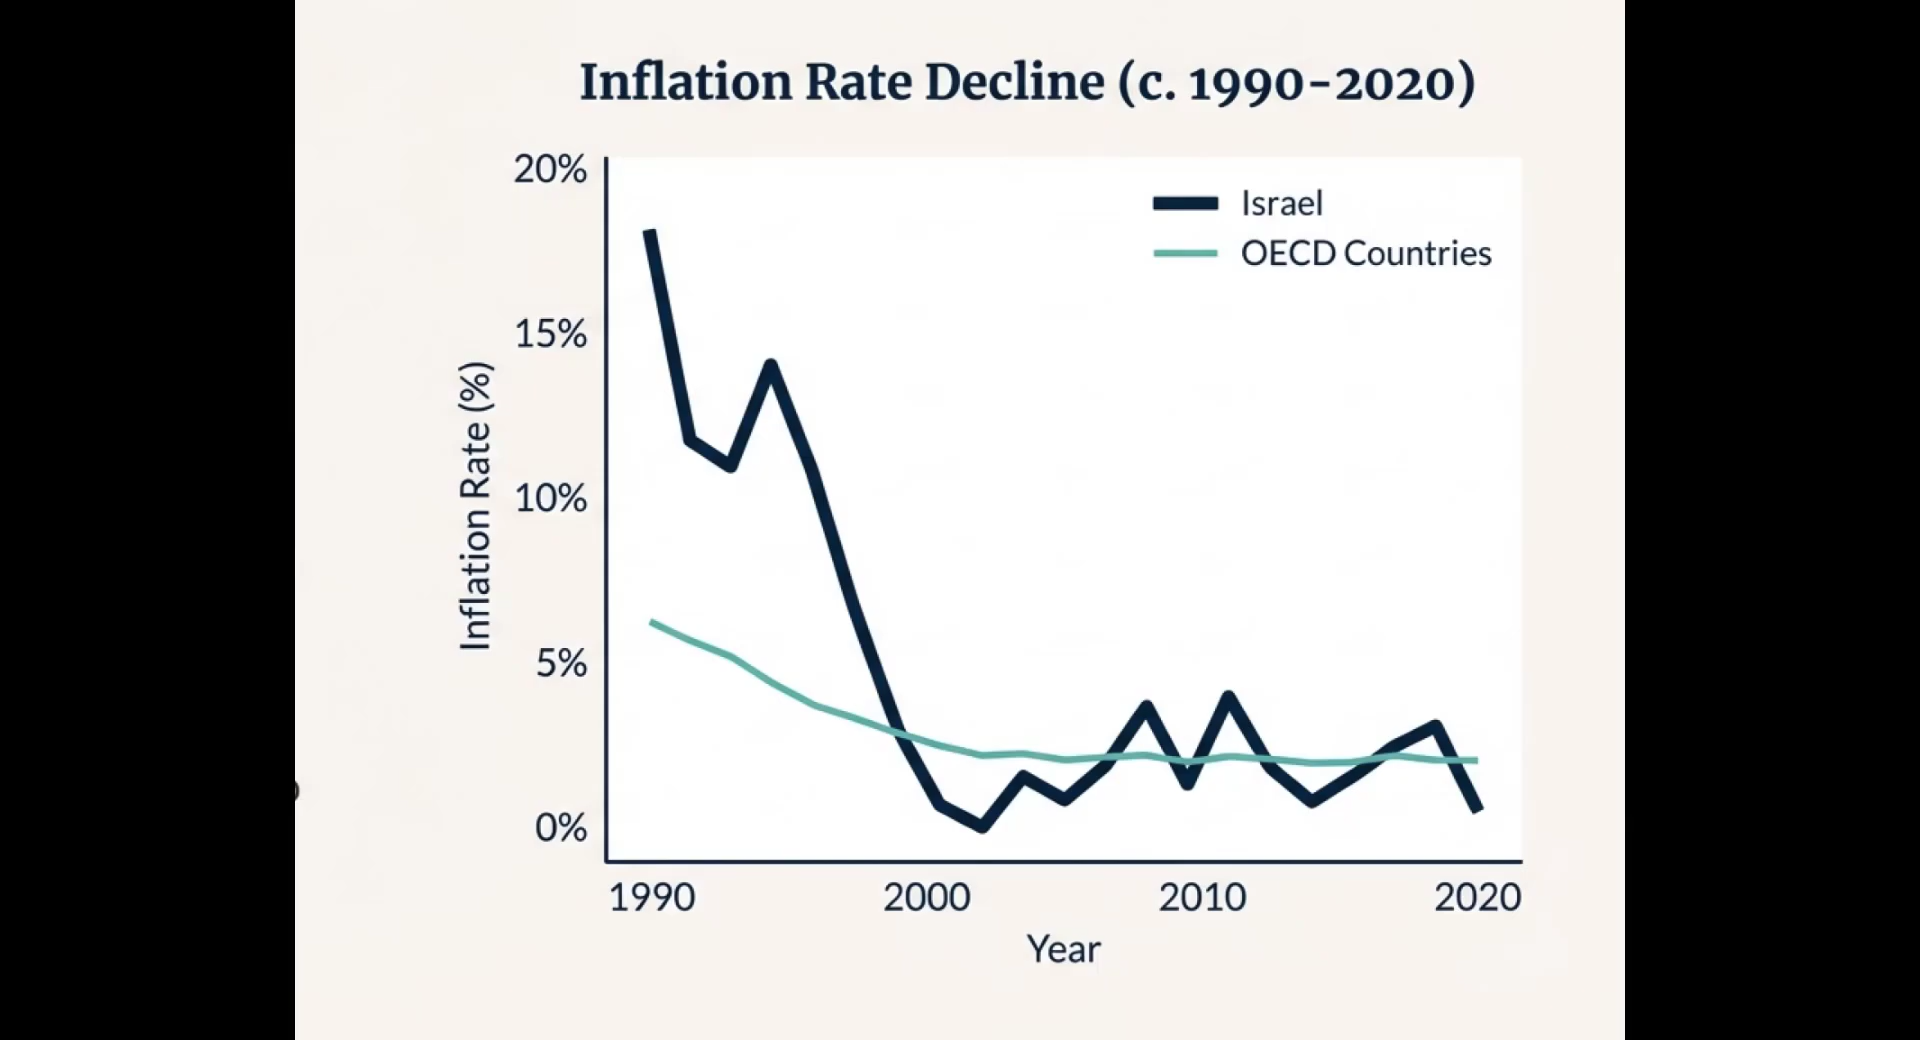 Inflation Rate Decline (c. 1990-2020)
20%
Israel
OECD Countries
15%
10%
5%
0%
Inflation Rate (%)
1990 2000 2010 2020
Year